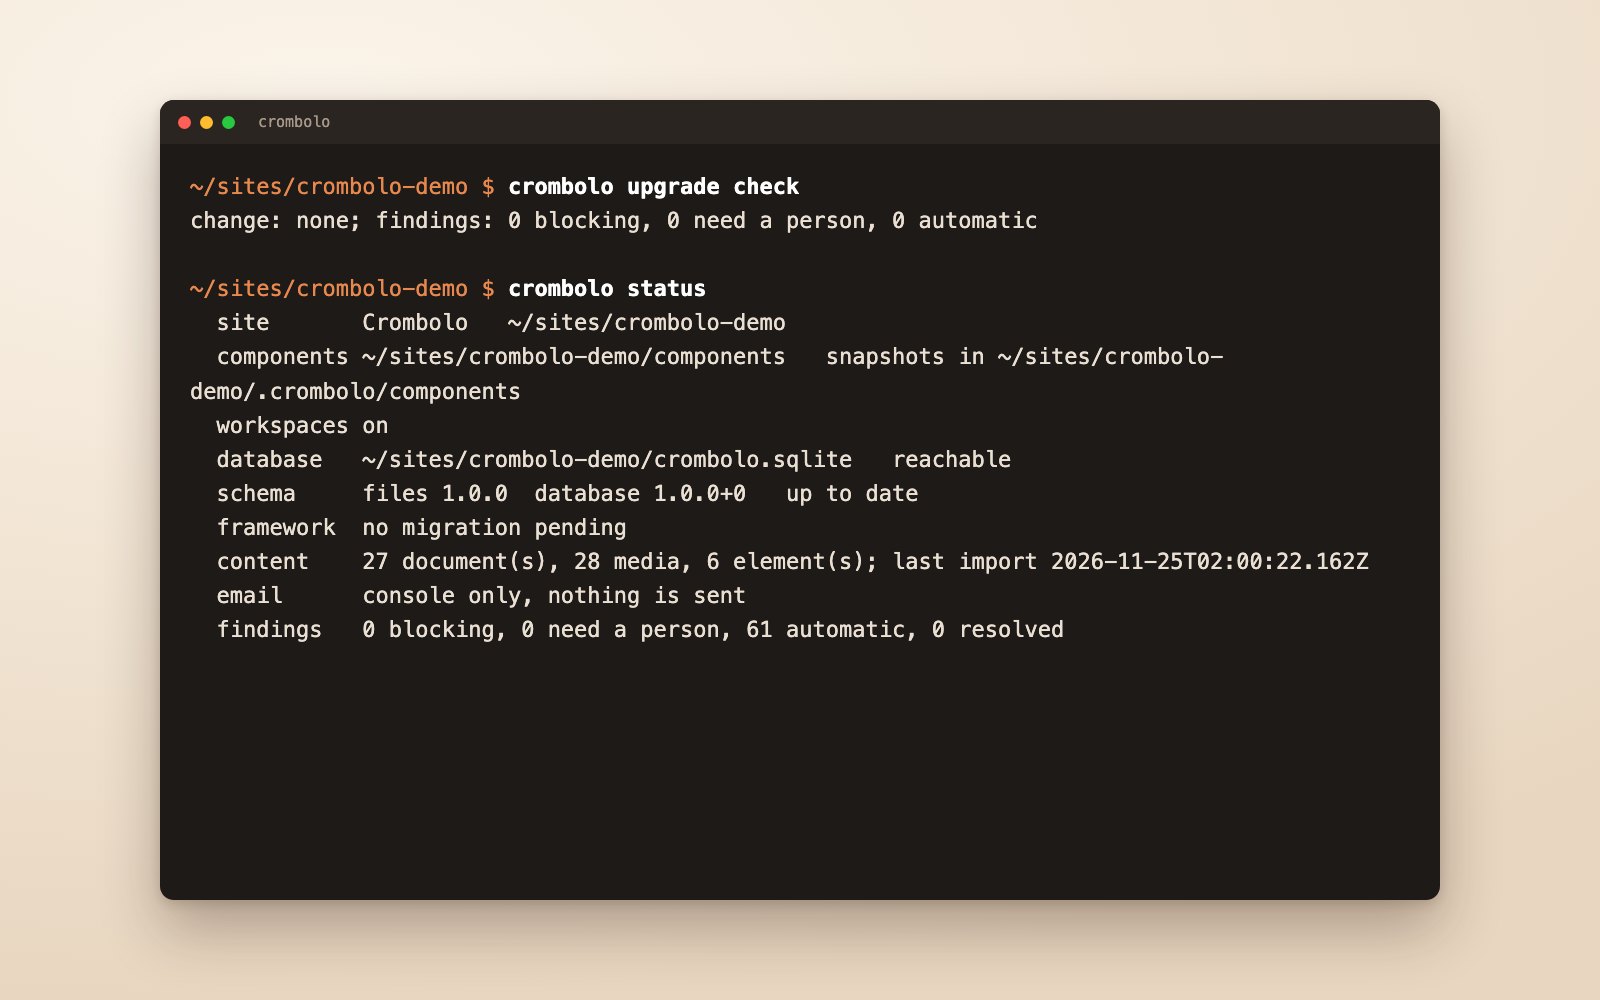 crombolo
~/sites/crombolo-demo $ crombolo upgrade check
change: none; findings: 0 blocking, 0 need a person, 0 automatic
~/sites/crombolo-demo $ crombolo status
site       Crombolo   ~/sites/crombolo-demo
components ~/sites/crombolo-demo/components   snapshots in ~/sites/crombolo-
demo/.crombolo/components
workspaces on
database   ~/sites/crombolo-demo/crombolo.sqlite   reachable
schema     files 1.0.0  database 1.0.0+0   up to date
framework  no migration pending
content    27 document(s), 28 media, 6 element(s); last import 2026-11-25T02:00:22.162Z
email      console only, nothing is sent
findings   0 blocking, 0 need a person, 61 automatic, 0 resolved